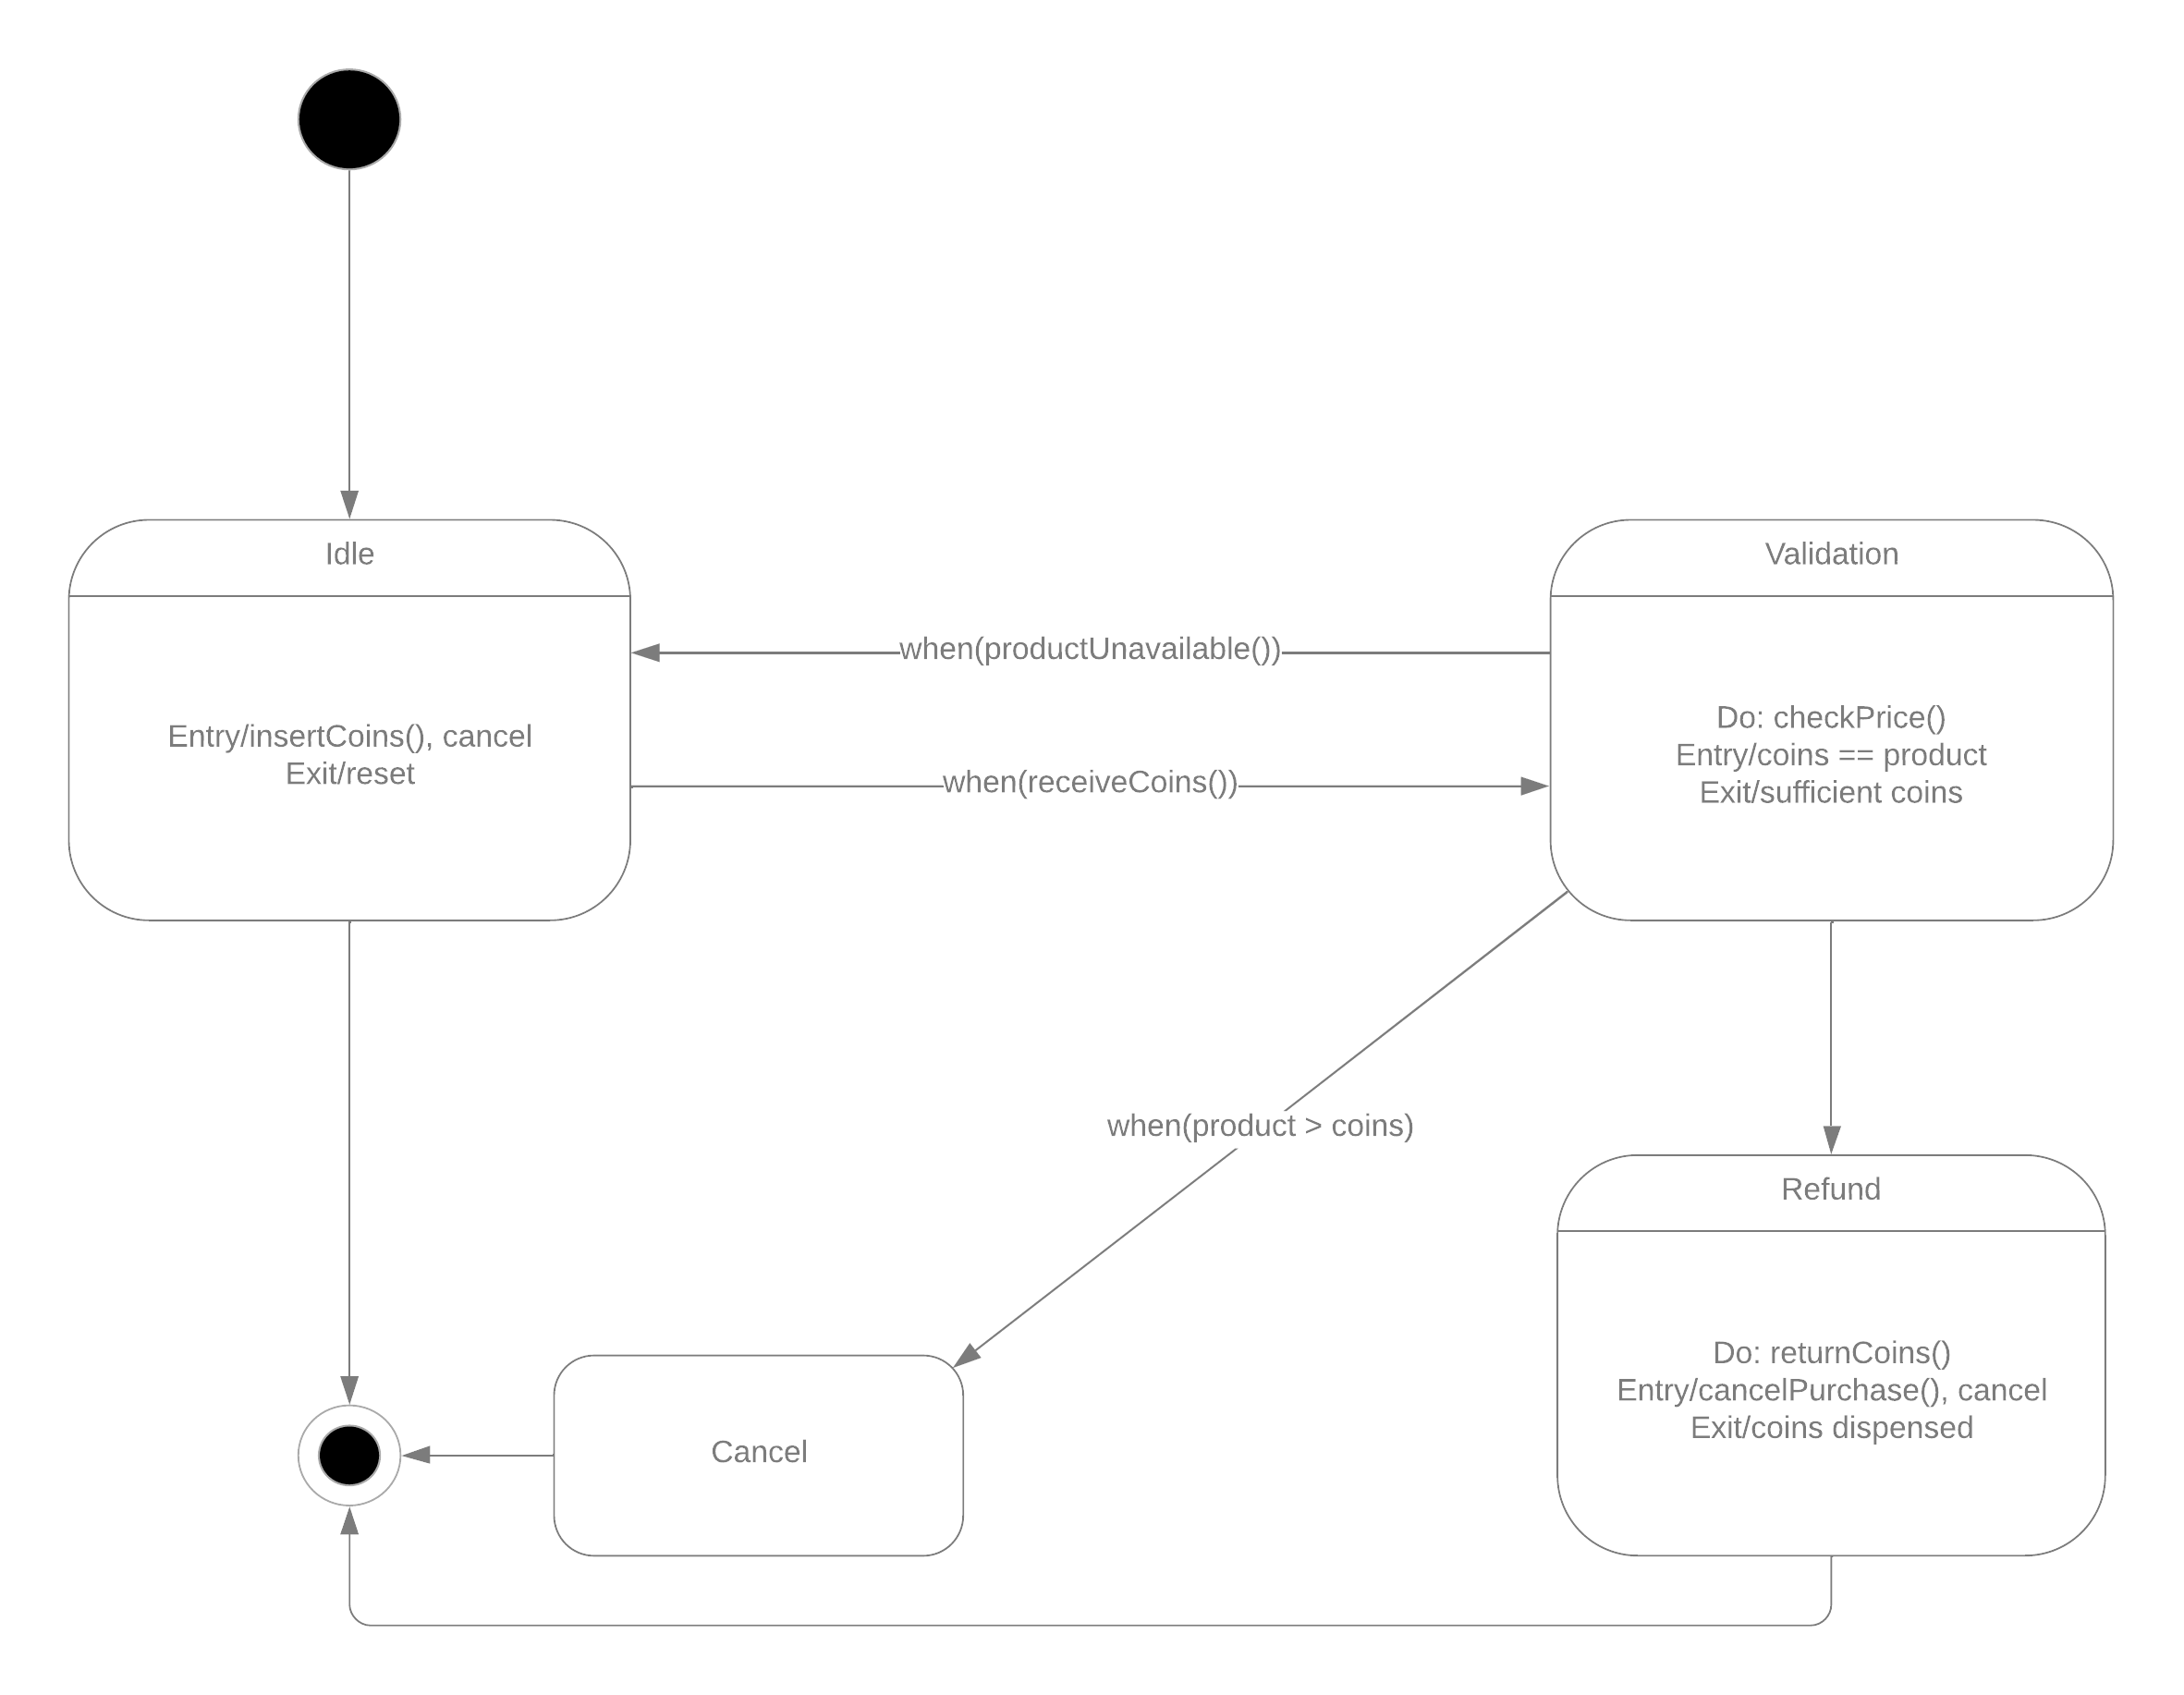 Idle
Entry/insertCoins(), cancel
Exit/reset
when(productUnavailable())
when(receiveCoins())
Validation
Do: checkPrice()
Entry/coins == product
Exit/sufficient coins
when(product > coins)
Refund
Do: returnCoins()
Entry/cancelPurchase(), cancel
Exit/coins dispensed
Cancel